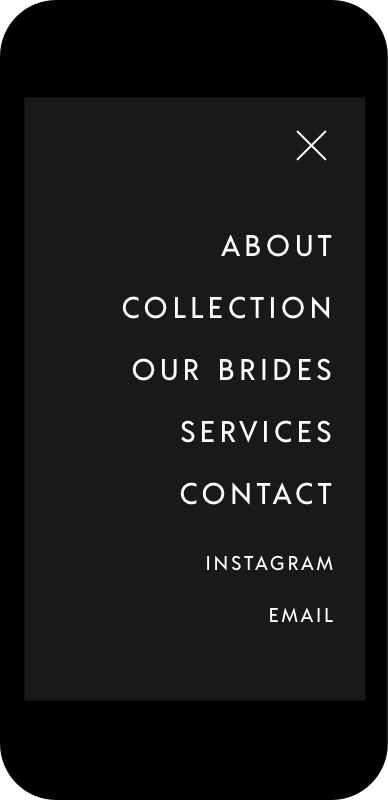 ABOUT
COLLECTION
OUR BRIDES
SERVICES
CONTACT
INSTAGRAM
EMAIL